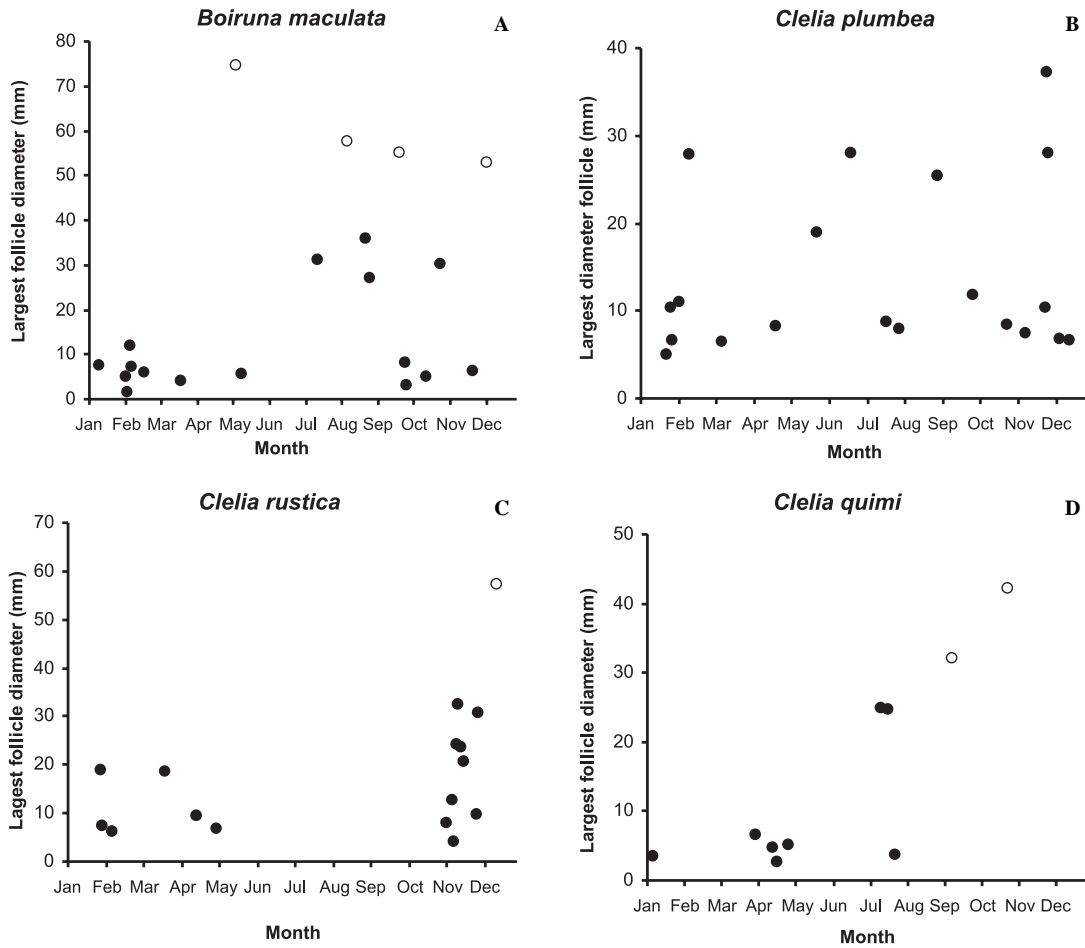 Boiruna maculata
A
Largest follicle diameter (mm)
80
70
60
50
40
30
20
10
0
Jan Feb Mar Apr May Jun Jul Aug Sep Oct Nov Dec
Month
Clelia plumbea
B
Largest diameter follicle (mm)
40
30
20
10
0
Jan Feb Mar Apr May Jun Jul Aug Sep Oct Nov Dec
Month
Clelia rustica
C
Lagest follicle diameter (mm)
70
60
50
40
30
20
10
0
Jan Feb Mar Apr May Jun Jul Aug Sep Oct Nov Dec
Month
Clelia quimi
D
Largest follicle diameter (mm)
50
40
30
20
10
0
Jan Feb Mar Apr May Jun Jul Aug Sep Oct Nov Dec
Month